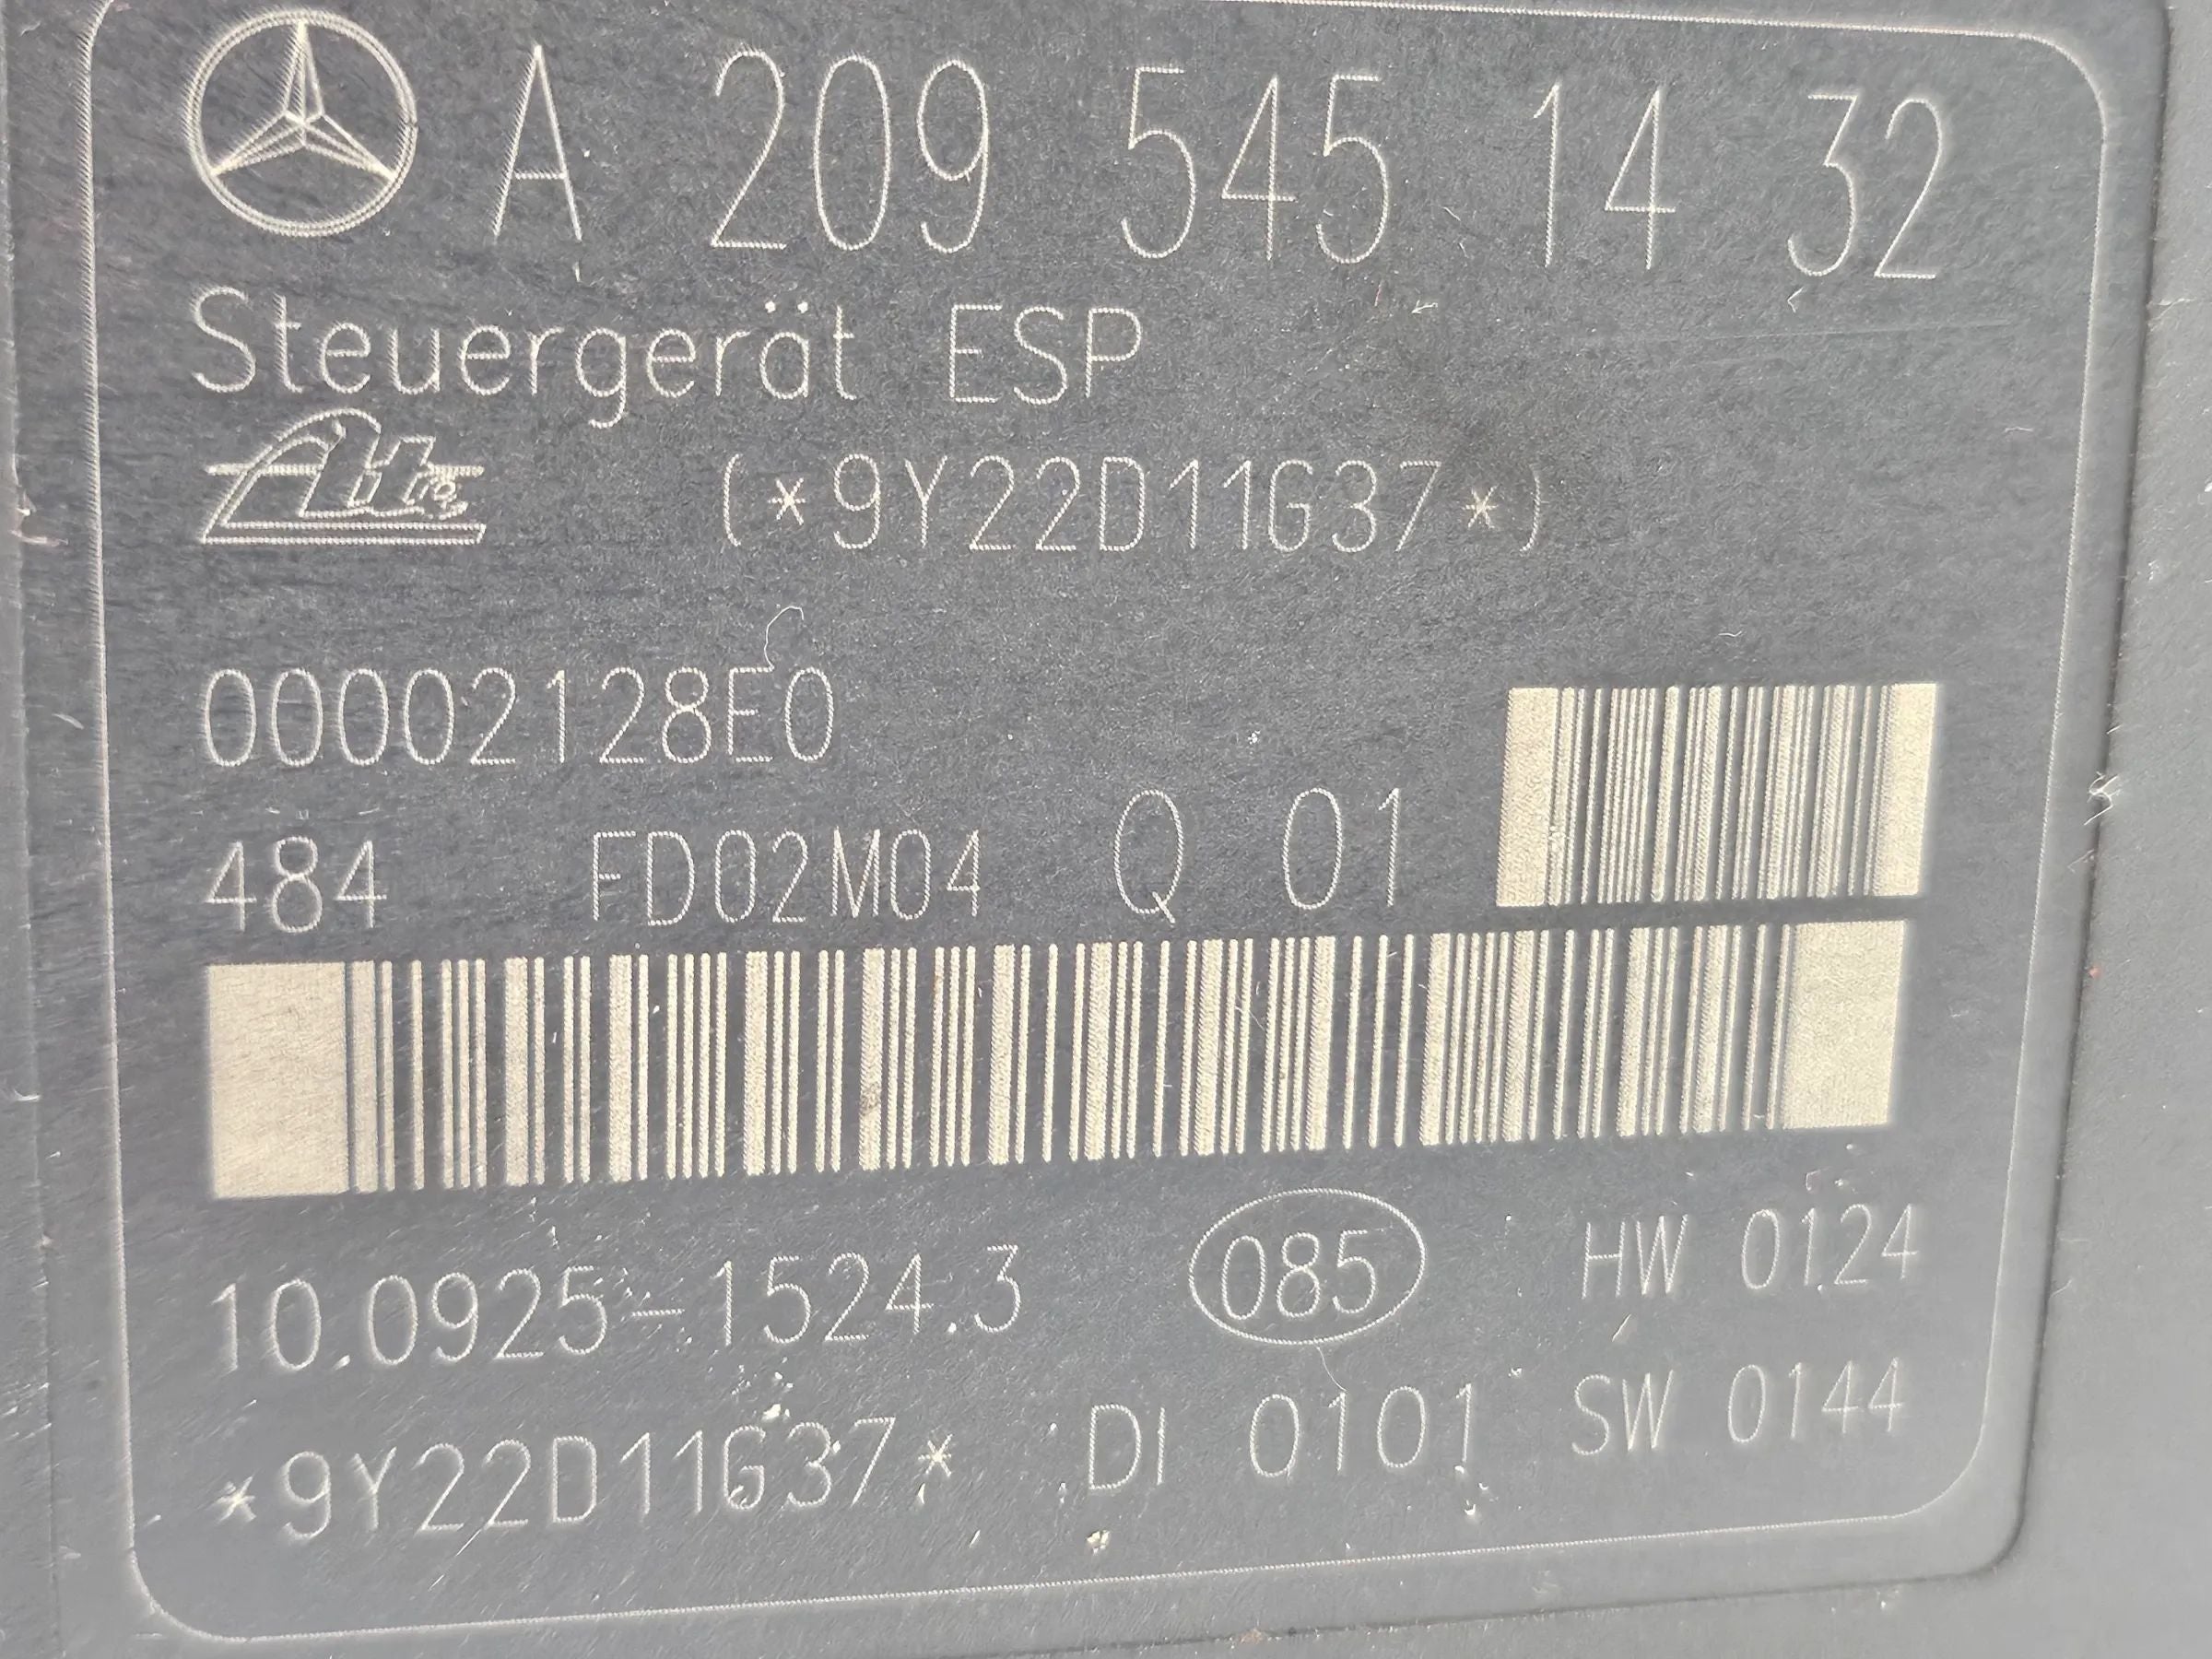 A 209 545 14 32
Steuergerät ESP
Ate (*9Y22D11G37*)
00002128E0
484 FD02M04 Q 01
10.0925-1524.3 085 HW 0124
*9Y22D11G37* DI 0101 SW 0144